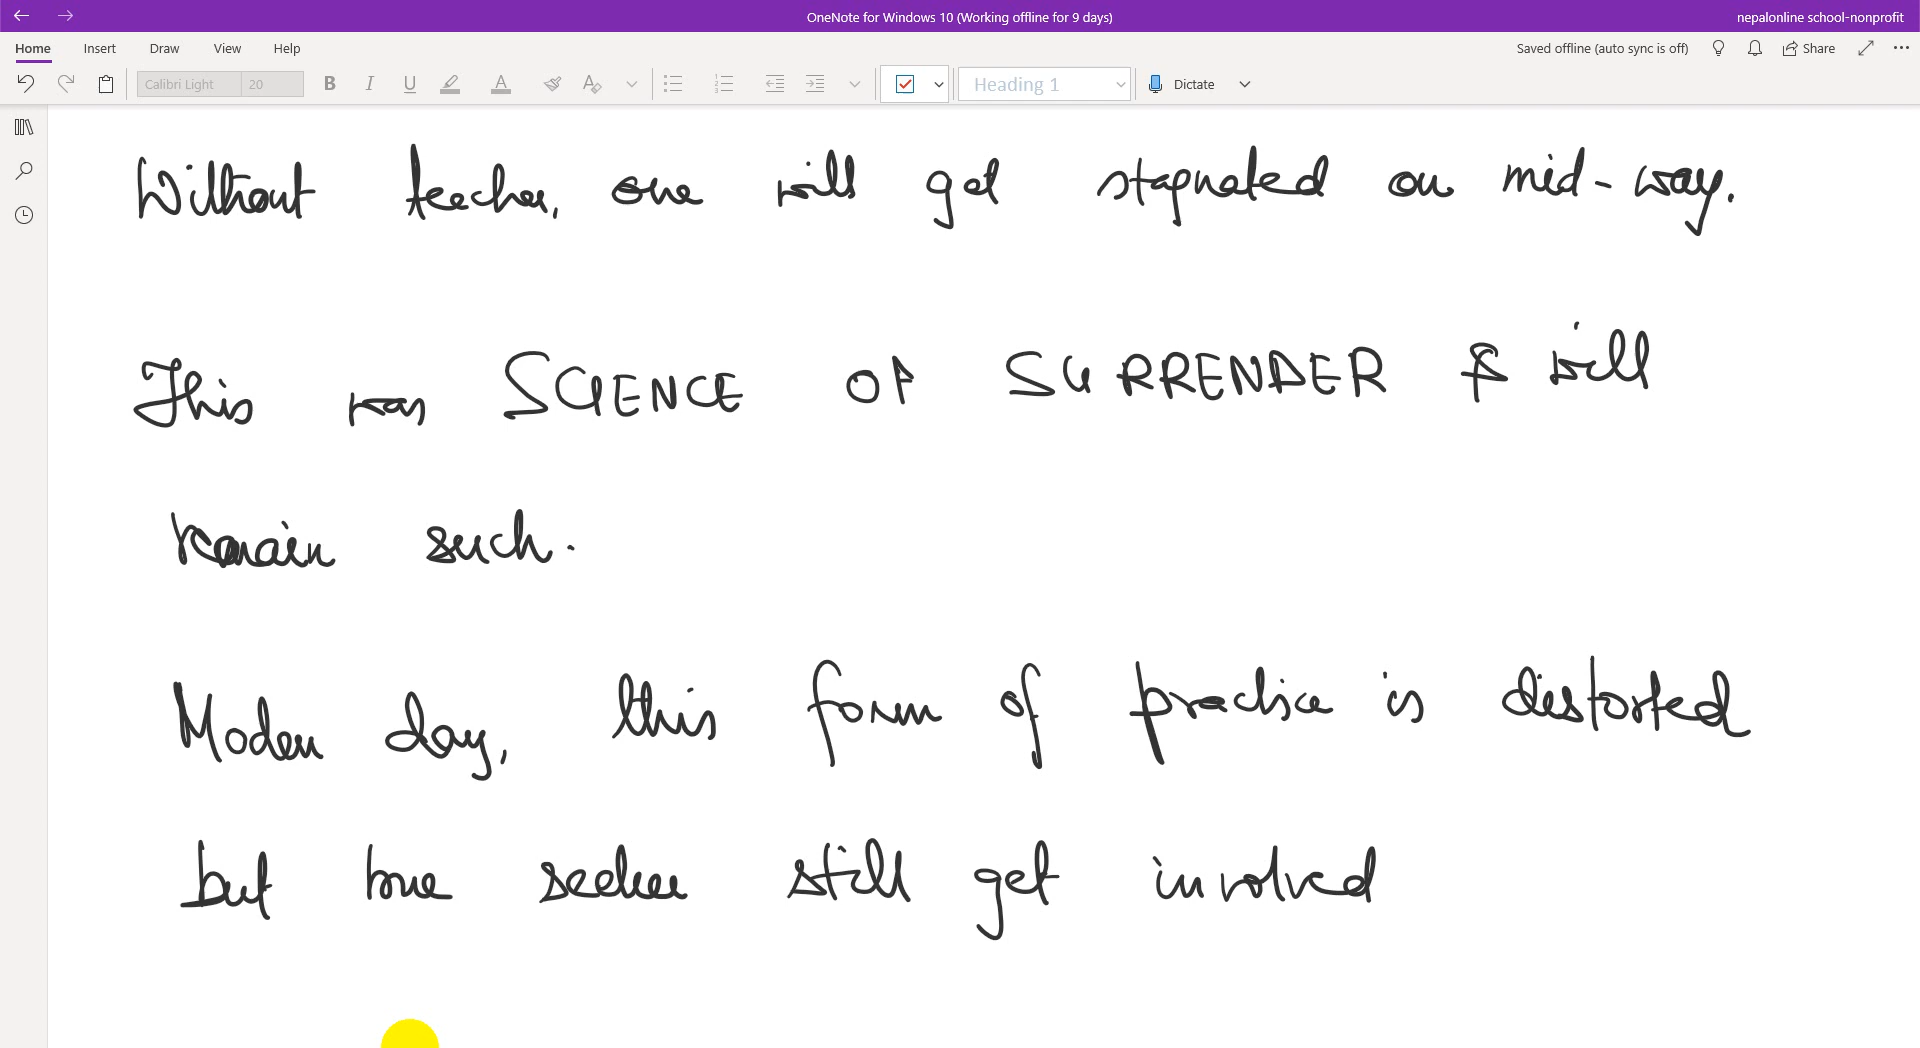 OneNote for Windows 10 (Working offline for 9 days)
nepalonline school-nonprofit
Home Insert Draw View Help
Saved offline (auto sync is off) Share
Calibri Light 20 B I U A A Heading 1 Dictate
Without teacher, one will get stagnated on mid-way.
This was SCIENCE OF SURRENDER & will
remain such.
Modern day, this form of practice is distorted
but true seeker still get involved